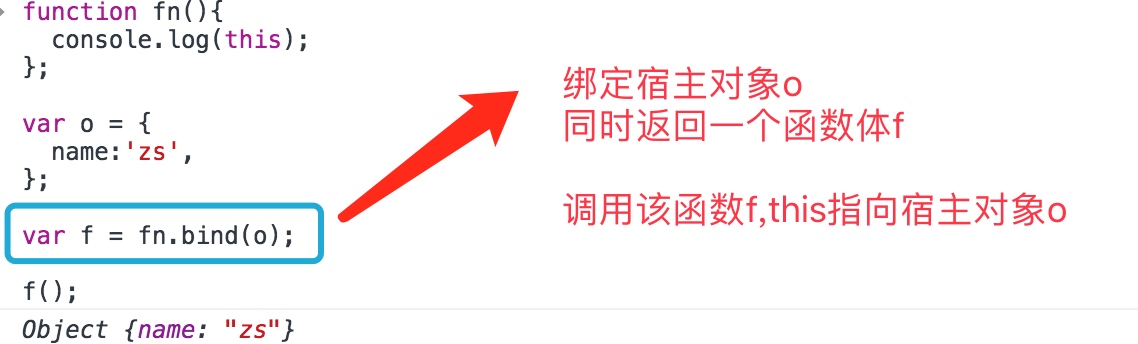 function fn(){
console.log(this);
};
var o = {
name:'zs',
};
var f = fn.bind(o);
f();
Object {name: "zs"}
绑定宿主对象o
同时返回一个函数体f
调用该函数f,this指向宿主对象o